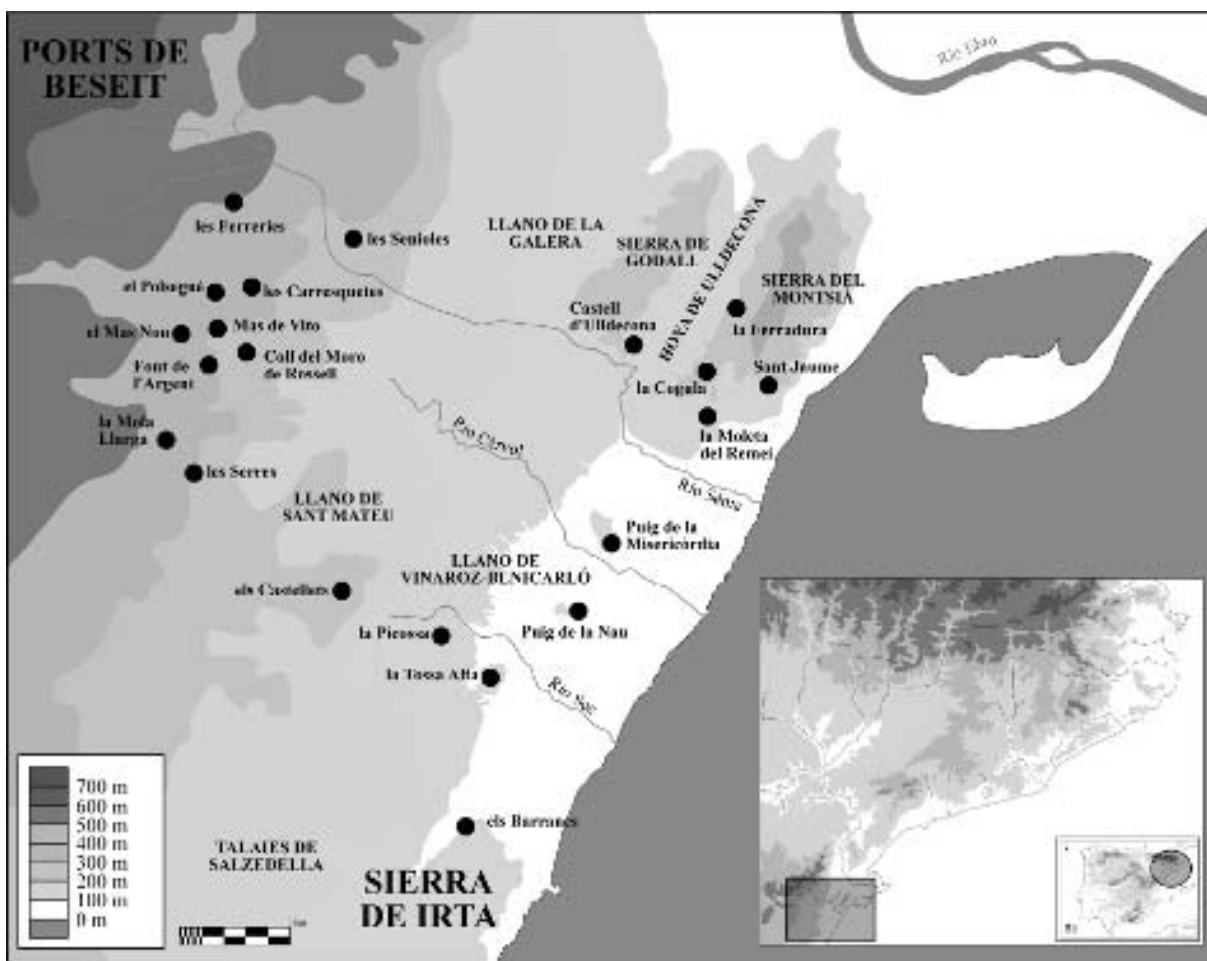 PORTS DE
BESEIT
Río Ebro
les Ferreries
les Senioles
LLANO DE LA
GALERA
SIERRA DE
GODALL
HOYA DE ULLDECONA
SIERRA DEL
MONTSIÀ
el Polsegué
les Carrasquetes
Castell
d'Ulldecona
la Ferradura
el Mas Nou
Mas de Vito
Coll del Moro
de Rossell
Font de
l'Argent
la Cogula
Sant Jaume
la Mola
Llarga
la Moleta
del Remei
Río Cérvol
les Serres
Río Sénia
LLANO DE
SANT MATEU
Puig de la
Misericòrdia
LLANO DE
VINAROZ-BENICARLÓ
els Castellets
Puig de la Nau
la Picossa
la Tossa Alta
Río Sec
700 m
600 m
500 m
400 m
300 m
200 m
100 m
0 m
els Barrancs
TALAIES DE
SALZEDELLA
SIERRA
DE IRTA